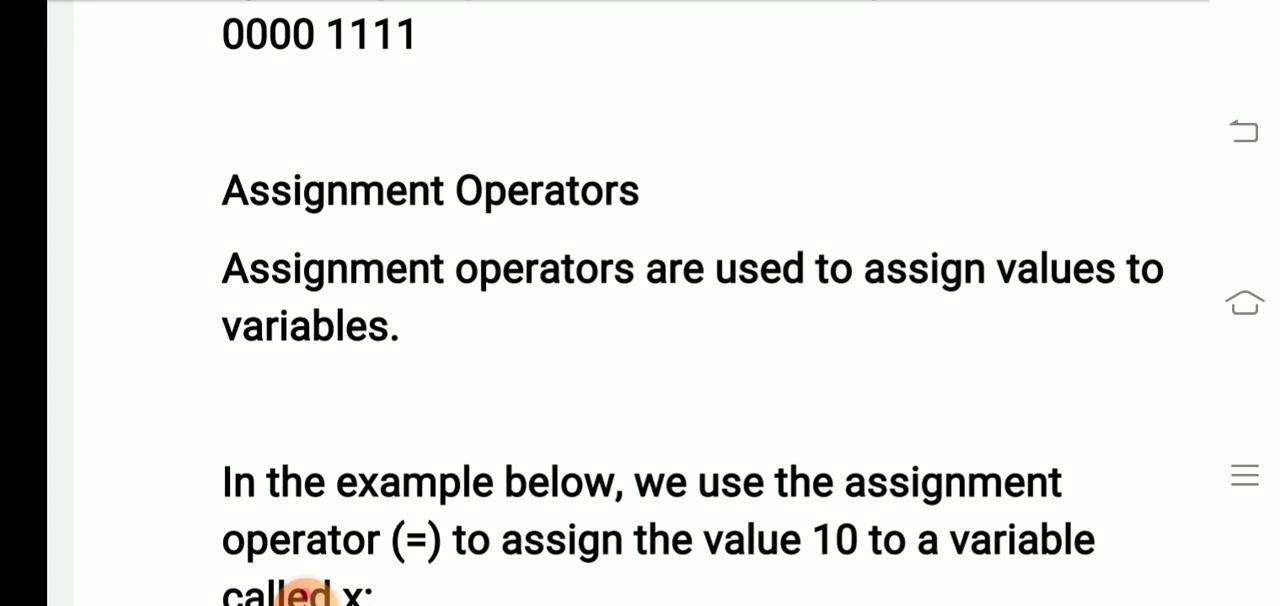 0000 1111
Assignment Operators
Assignment operators are used to assign values to
variables.
In the example below, we use the assignment
operator (=) to assign the value 10 to a variable
called x: